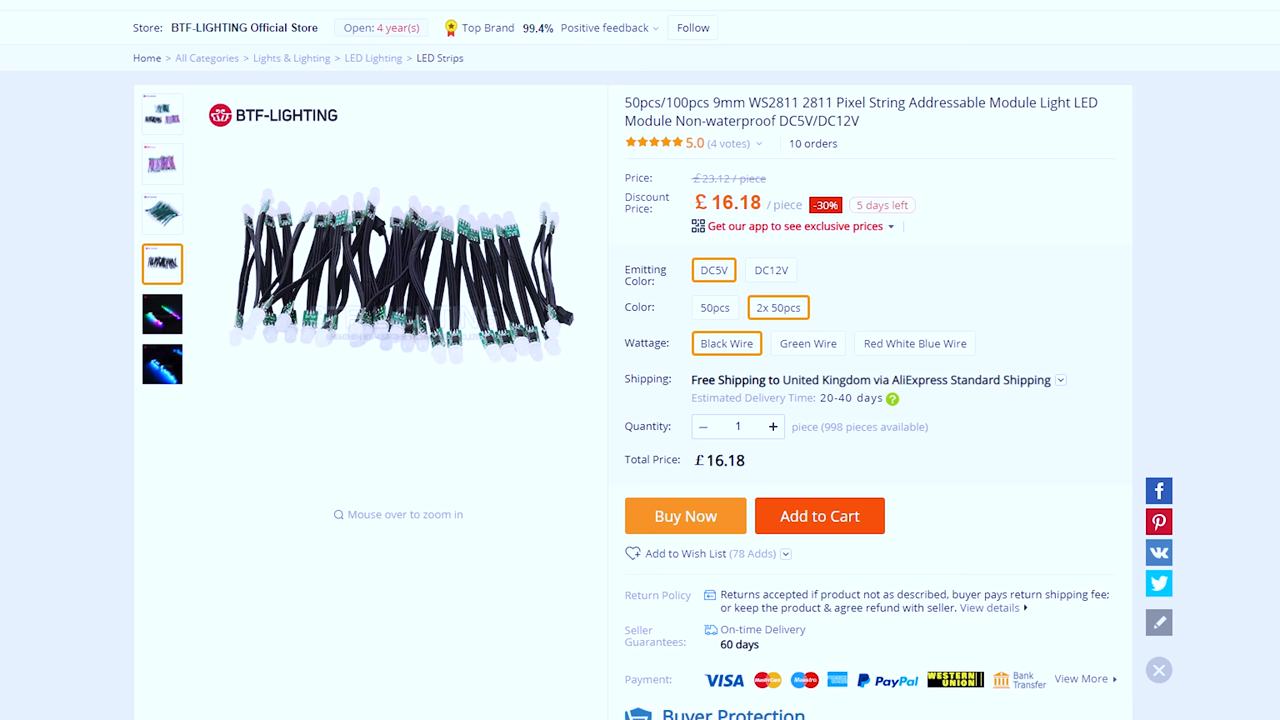 Store: BTF-LIGHTING Official Store Open: 4 year(s) Top Brand 99.4% Positive feedback Follow
Home > All Categories > Lights & Lighting > LED Lighting > LED Strips
BTF-LIGHTING
50pcs/100pcs 9mm WS2811 2811 Pixel String Addressable Module Light LED
Module Non-waterproof DC5V/DC12V
5.0 (4 votes) 10 orders
Price: £23.12 / piece
Discount Price: £16.18 / piece -30% 5 days left
Get our app to see exclusive prices
Emitting Color: DC5V DC12V
Color: 50pcs 2x 50pcs
Wattage: Black Wire Green Wire Red White Blue Wire
Shipping: Free Shipping to United Kingdom via AliExpress Standard Shipping
Estimated Delivery Time: 20-40 days ?
Quantity: – 1 + piece (998 pieces available)
Total Price: £16.18
Mouse over to zoom in
Buy Now Add to Cart
Add to Wish List (78 Adds)
Return Policy Returns accepted if product not as described, buyer pays return shipping fee;
or keep the product & agree refund with seller. View details
Seller Guarantees: On-time Delivery
60 days
Payment: VISA MasterCard Maestro PayPal WESTERN UNION Bank Transfer View More
Buyer Protection